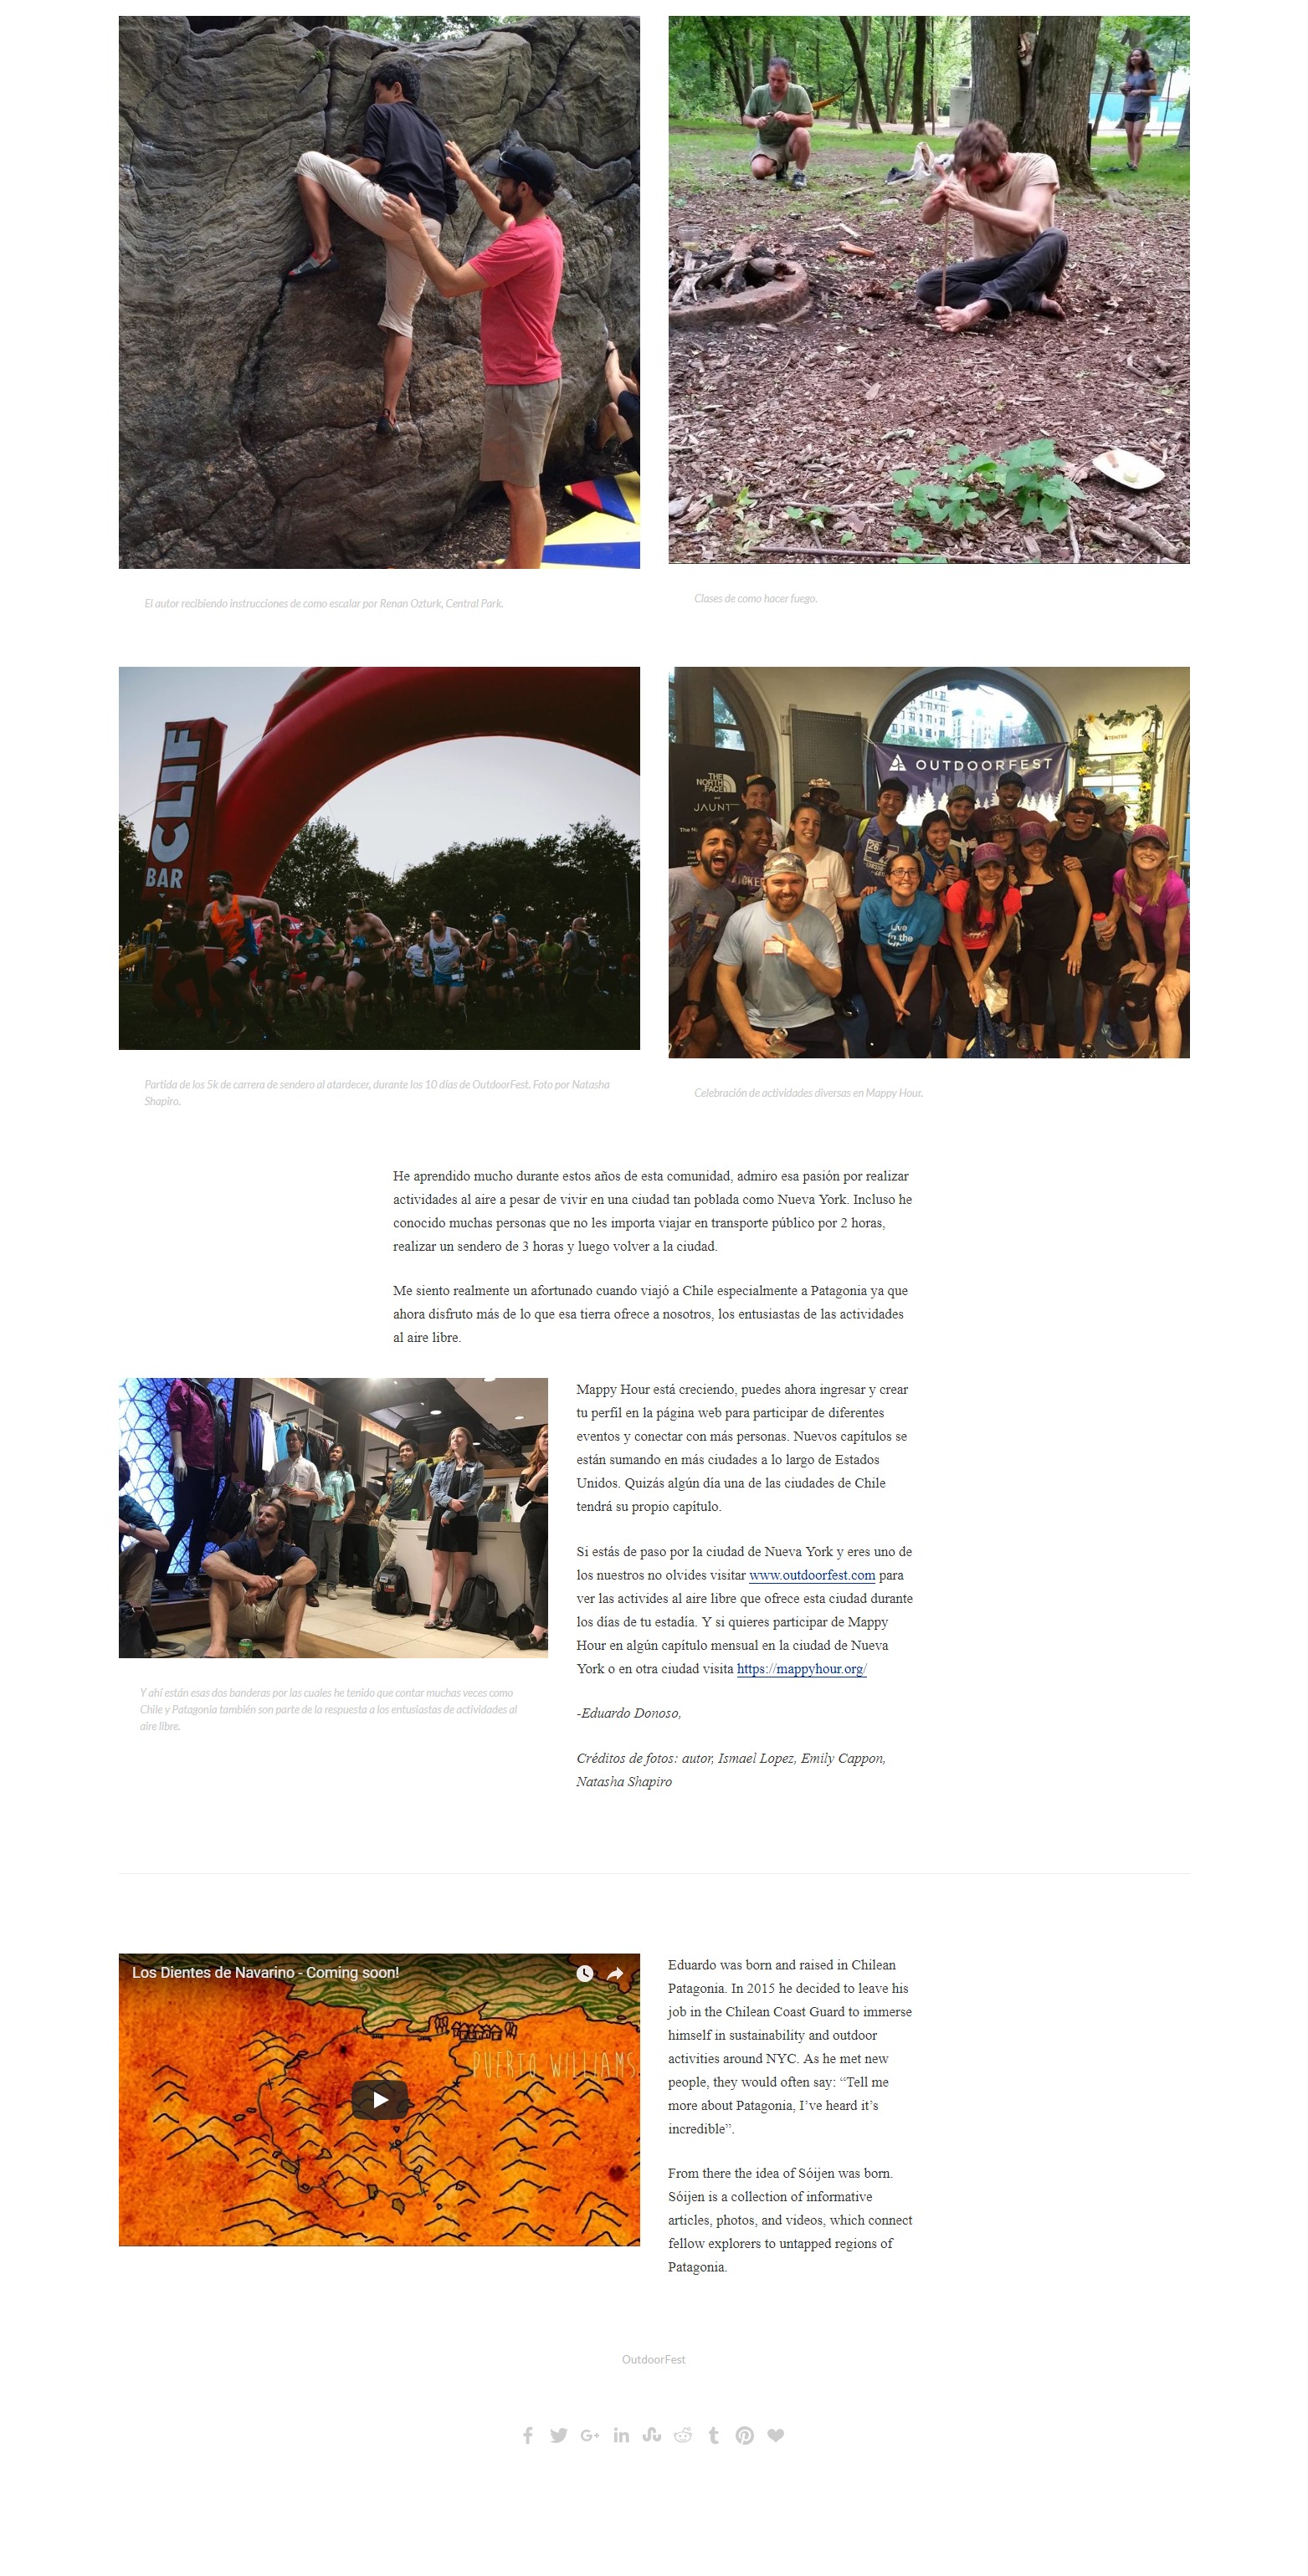 El autor recibiendo instrucciones de como escalar por Renan Ozturk, Central Park.
Clases de como hacer fuego.
CLIF
BAR
THE
NORTH
FACE
JAUNT
OUTDOORFEST
Live
in the
Partida de los 5k de carrera de sendero al atardecer, durante los 10 días de OutdoorFest. Foto por Natasha
Shapiro.
Celebración de actividades diversas en Mappy Hour.
He aprendido mucho durante estos años de esta comunidad, admiro esa pasión por realizar
actividades al aire a pesar de vivir en una ciudad tan poblada como Nueva York. Incluso he
conocido muchas personas que no les importa viajar en transporte público por 2 horas,
realizar un sendero de 3 horas y luego volver a la ciudad.
Me siento realmente un afortunado cuando viajó a Chile especialmente a Patagonia ya que
ahora disfruto más de lo que esa tierra ofrece a nosotros, los entusiastas de las actividades
al aire libre.
Mappy Hour está creciendo, puedes ahora ingresar y crear
tu perfil en la página web para participar de diferentes
eventos y conectar con más personas. Nuevos capítulos se
están sumando en más ciudades a lo largo de Estados
Unidos. Quizás algún día una de las ciudades de Chile
tendrá su propio capítulo.
Si estás de paso por la ciudad de Nueva York y eres uno de
los nuestros no olvides visitar www.outdoorfest.com para
ver las activides al aire libre que ofrece esta ciudad durante
los días de tu estadía. Y si quieres participar de Mappy
Hour en algún capítulo mensual en la ciudad de Nueva
York o en otra ciudad visita https://mappyhour.org/
-Eduardo Donoso,
Créditos de fotos: autor, Ismael Lopez, Emily Cappon,
Natasha Shapiro
Y ahí están esas dos banderas por las cuales he tenido que contar muchas veces como
Chile y Patagonia también son parte de la respuesta a los entusiastas de actividades al
aire libre.
Los Dientes de Navarino - Coming soon!
PUERTO WILLIAMS
Eduardo was born and raised in Chilean
Patagonia. In 2015 he decided to leave his
job in the Chilean Coast Guard to immerse
himself in sustainability and outdoor
activities around NYC. As he met new
people, they would often say: “Tell me
more about Patagonia, I’ve heard it’s
incredible”.
From there the idea of Sóijen was born.
Sóijen is a collection of informative
articles, photos, and videos, which connect
fellow explorers to untapped regions of
Patagonia.
OutdoorFest